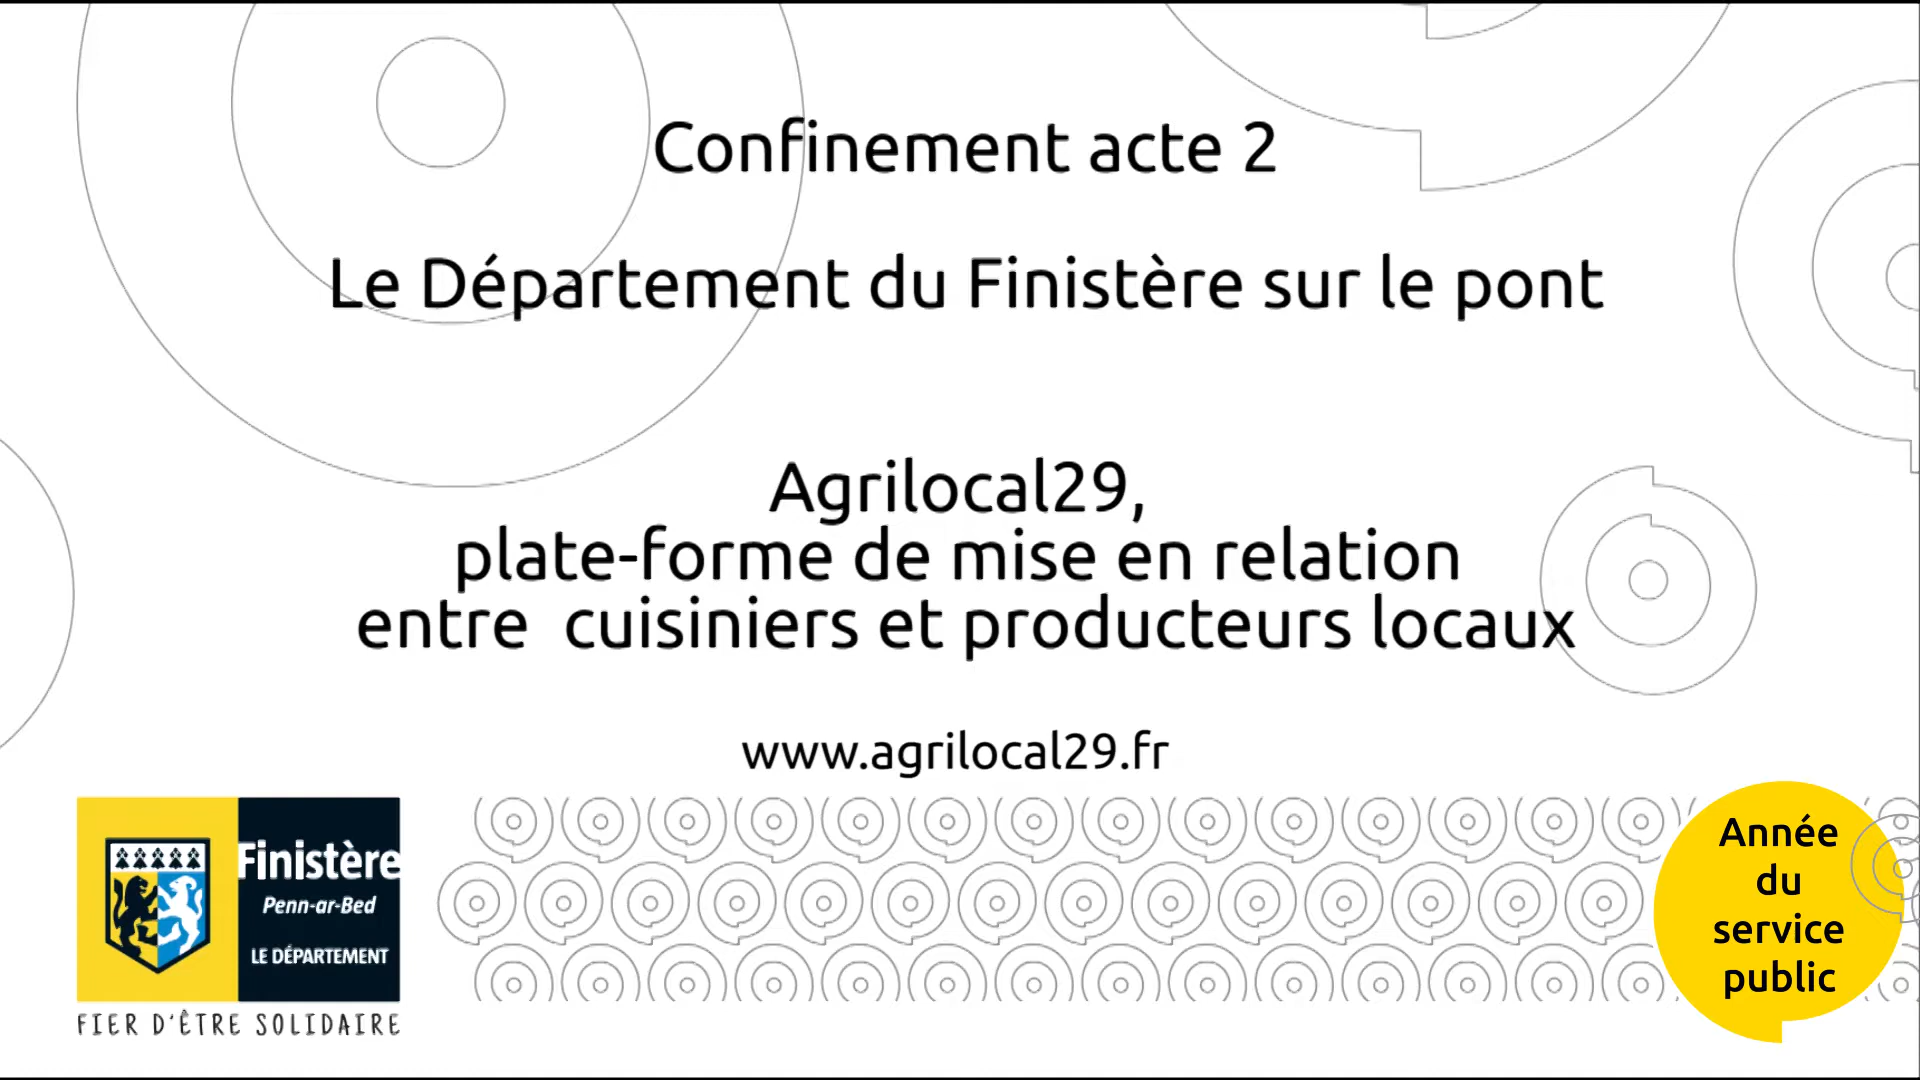 Confinement acte 2
Le Département du Finistère sur le pont
Agrilocal29,
plate-forme de mise en relation
entre  cuisiniers et producteurs locaux
www.agrilocal29.fr
Finistère
Penn-ar-Bed
LE DÉPARTEMENT
FIER D'ÊTRE SOLIDAIRE
Année
du
service
public